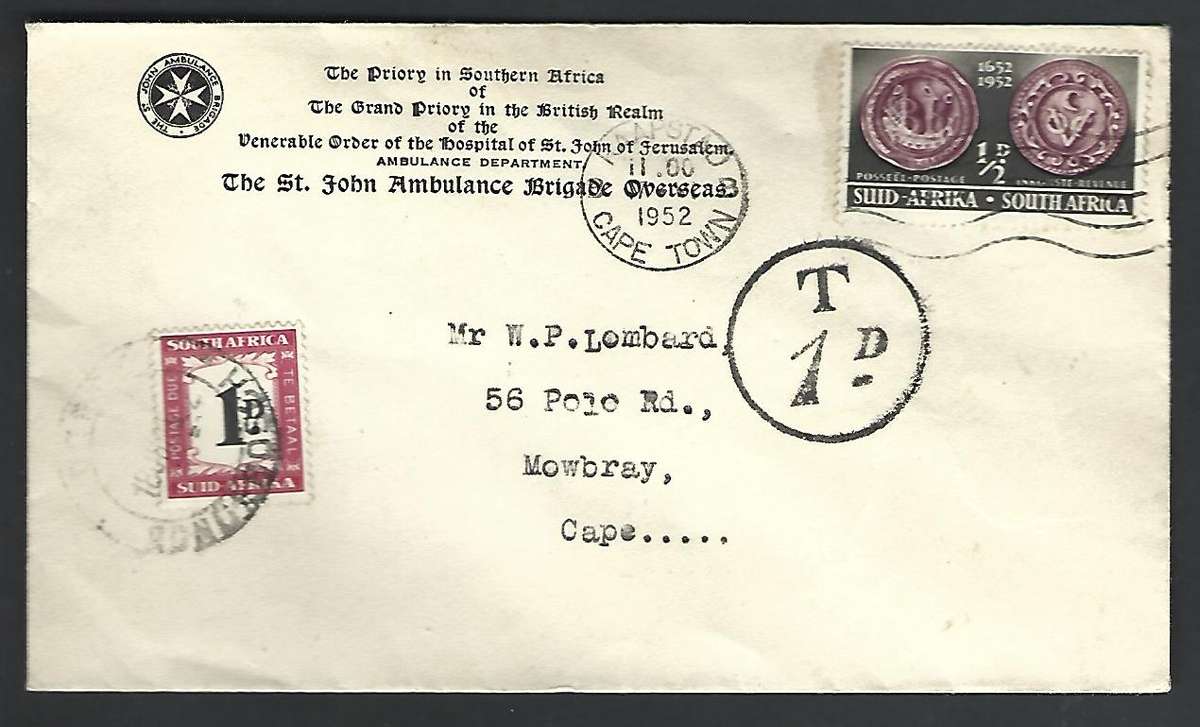 THE ST JOHN AMBULANCE BRIGADE
The Priory in Southern Africa
of
The Grand Priory in the British Realm
of the
Venerable Order of the Hospital of St. John of Jerusalem
AMBULANCE DEPARTMENT
The St. John Ambulance Brigade Overseas
1652
1952
½D
POSSEËL-POSTAGE
REVENUE
SUID-AFRIKA · SOUTH AFRICA
KAAPSTAD
11.00
B B
1952
CAPE TOWN
T
1D.
Mr W.P.Lombard,
56 Polo Rd.,
Mowbray,
Cape.....
SOUTH AFRICA
POSTAGE DUE
1D.
TE BETAAL
SUID-AFRIKA